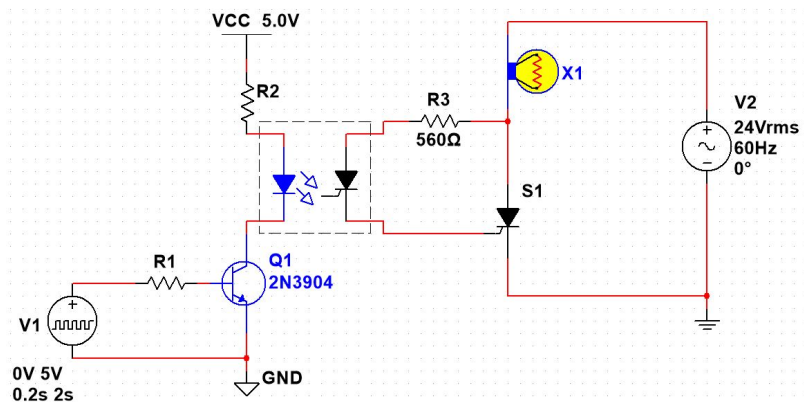 VCC 5.0V
R2
X1
R3
560Ω
V2
24Vrms
60Hz
0°
S1
R1
Q1
2N3904
V1
0V 5V
0.2s 2s
GND